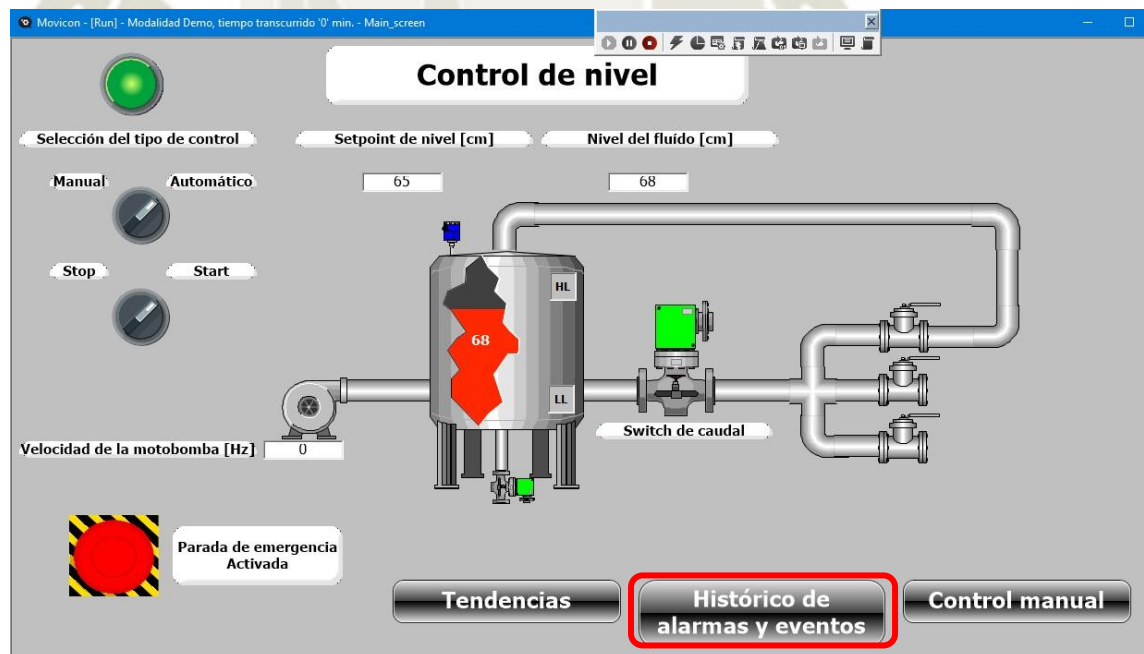 Movicon - [Run] - Modalidad Demo, tiempo transcurrido '0' min. - Main_screen
Control de nivel
Selección del tipo de control
Setpoint de nivel [cm]
Nivel del fluído [cm]
Manual
Automático
65
68
Stop
Start
HL
68
LL
Switch de caudal
Velocidad de la motobomba [Hz]
0
Parada de emergencia
Activada
Tendencias
Histórico de
alarmas y eventos
Control manual